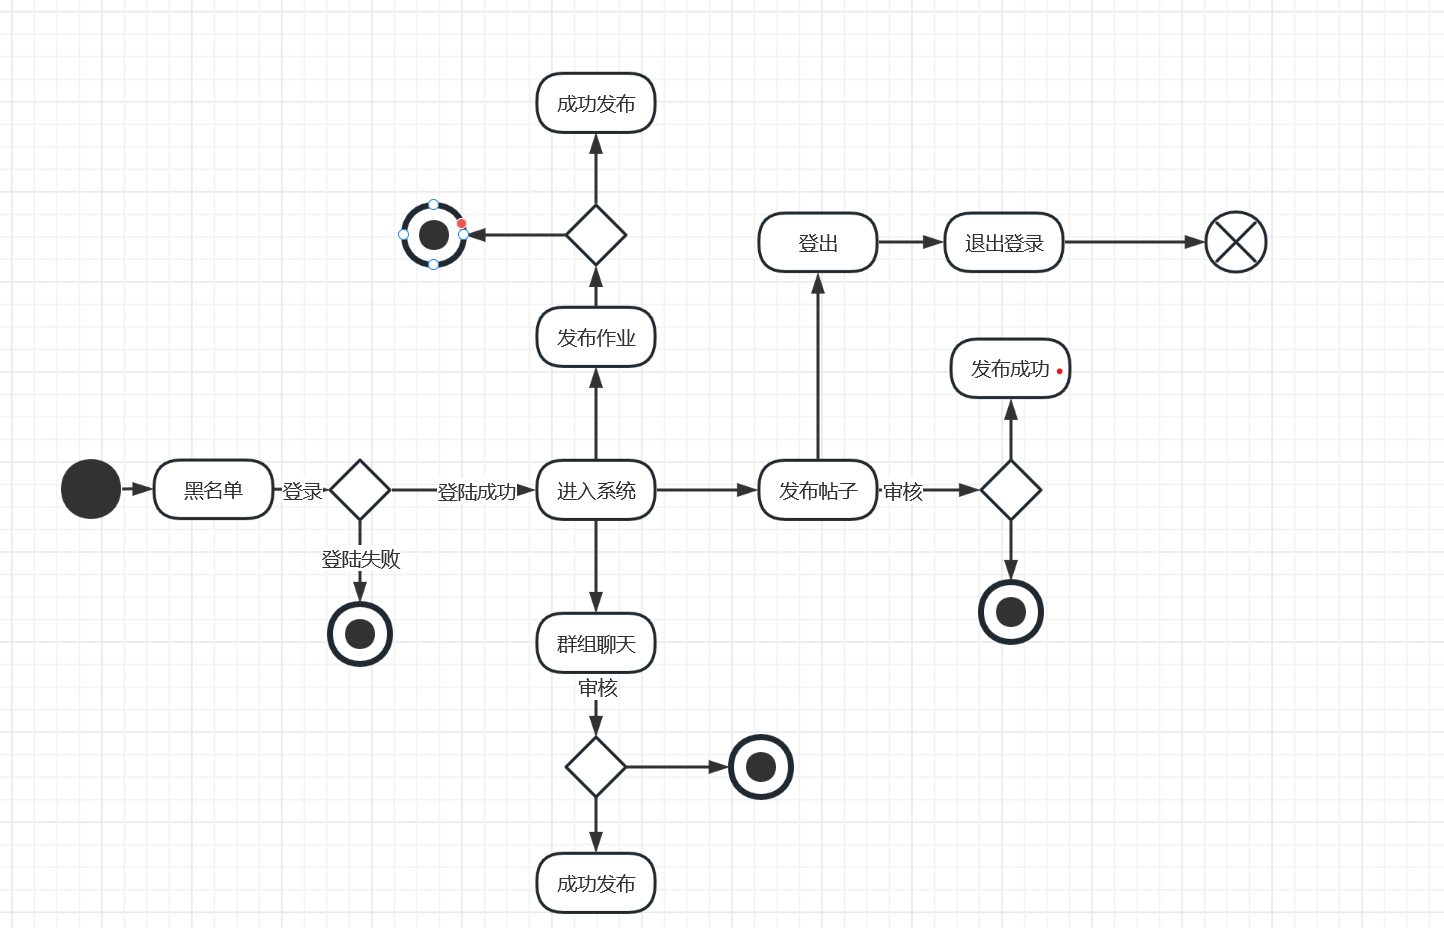 成功发布
登出
退出登录
发布作业
发布成功
黑名单
登录
登陆成功
进入系统
发布帖子
审核
登陆失败
群组聊天
审核
成功发布